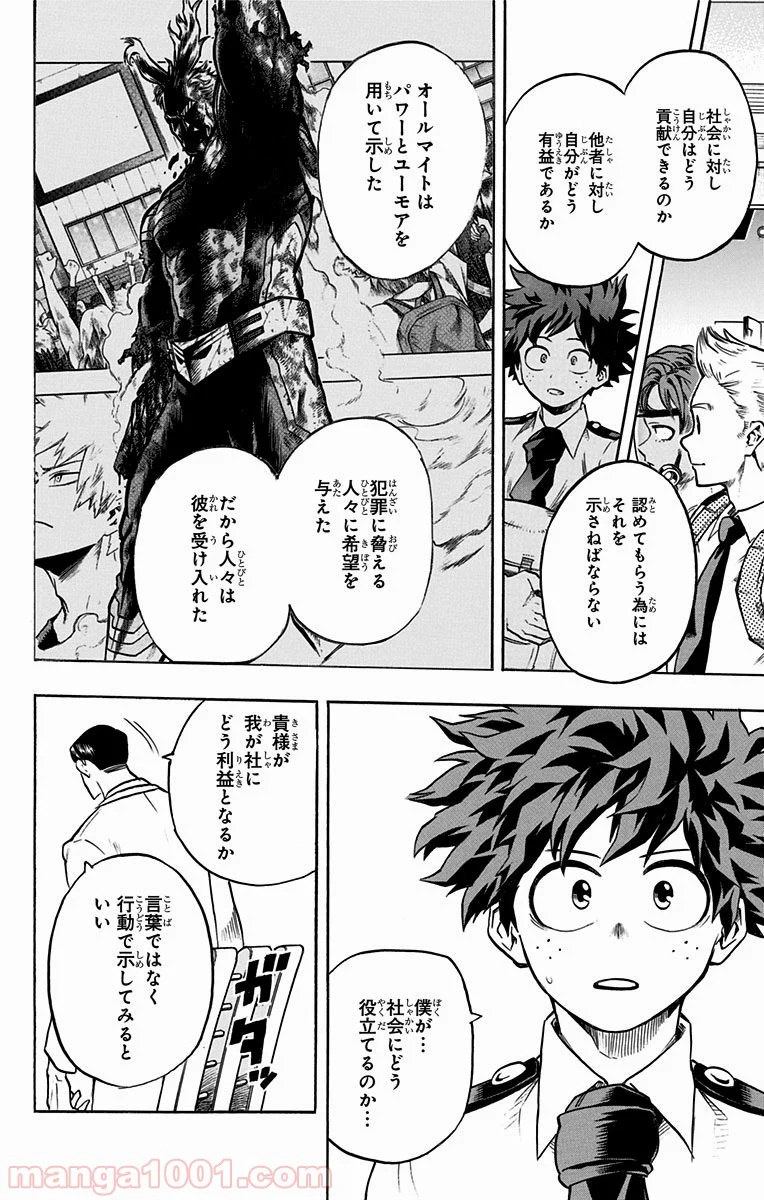 社会に対し
自分はどう
貢献できるのか
他者に対し
自分がどう
有益であるか
認めてもらう為には
それを
示さねばならない
オールマイトは
パワーとユーモアを
用いて示した
犯罪に脅える
人々に希望を
与えた
だから人々は
彼を受け入れた
僕が…
社会にどう
役立てるのか…
貴様が
我が社に
どう利益となるか
言葉ではなく
行動で示してみると
いい
ガタッ
manga1001.com